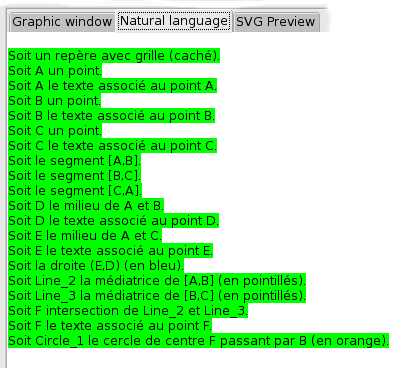 Graphic window Natural language SVG Preview
Soit un repère avec grille (caché).
Soit A un point.
Soit A le texte associé au point A.
Soit B un point.
Soit B le texte associé au point B.
Soit C un point.
Soit C le texte associé au point C.
Soit le segment [A,B].
Soit le segment [B,C].
Soit le segment [C,A].
Soit D le milieu de A et B.
Soit D le texte associé au point D.
Soit E le milieu de A et C.
Soit E le texte associé au point E.
Soit la droite (E,D) (en bleu).
Soit Line_2 la médiatrice de [A,B] (en pointillés).
Soit Line_3 la médiatrice de [B,C] (en pointillés).
Soit F intersection de Line_2 et Line_3.
Soit F le texte associé au point F.
Soit Circle_1 le cercle de centre F passant par B (en orange).